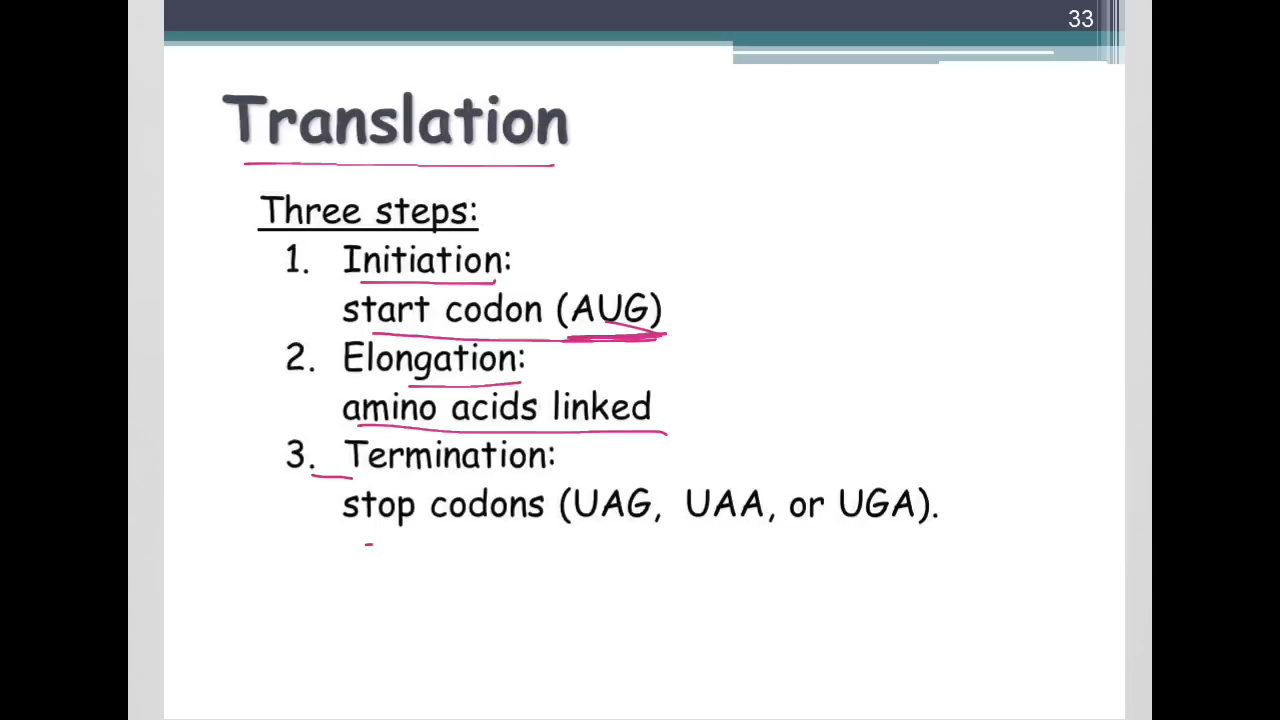 33
Translation
Three steps:
1. Initiation:
start codon (AUG)
2. Elongation:
amino acids linked
3. Termination:
stop codons (UAG, UAA, or UGA).